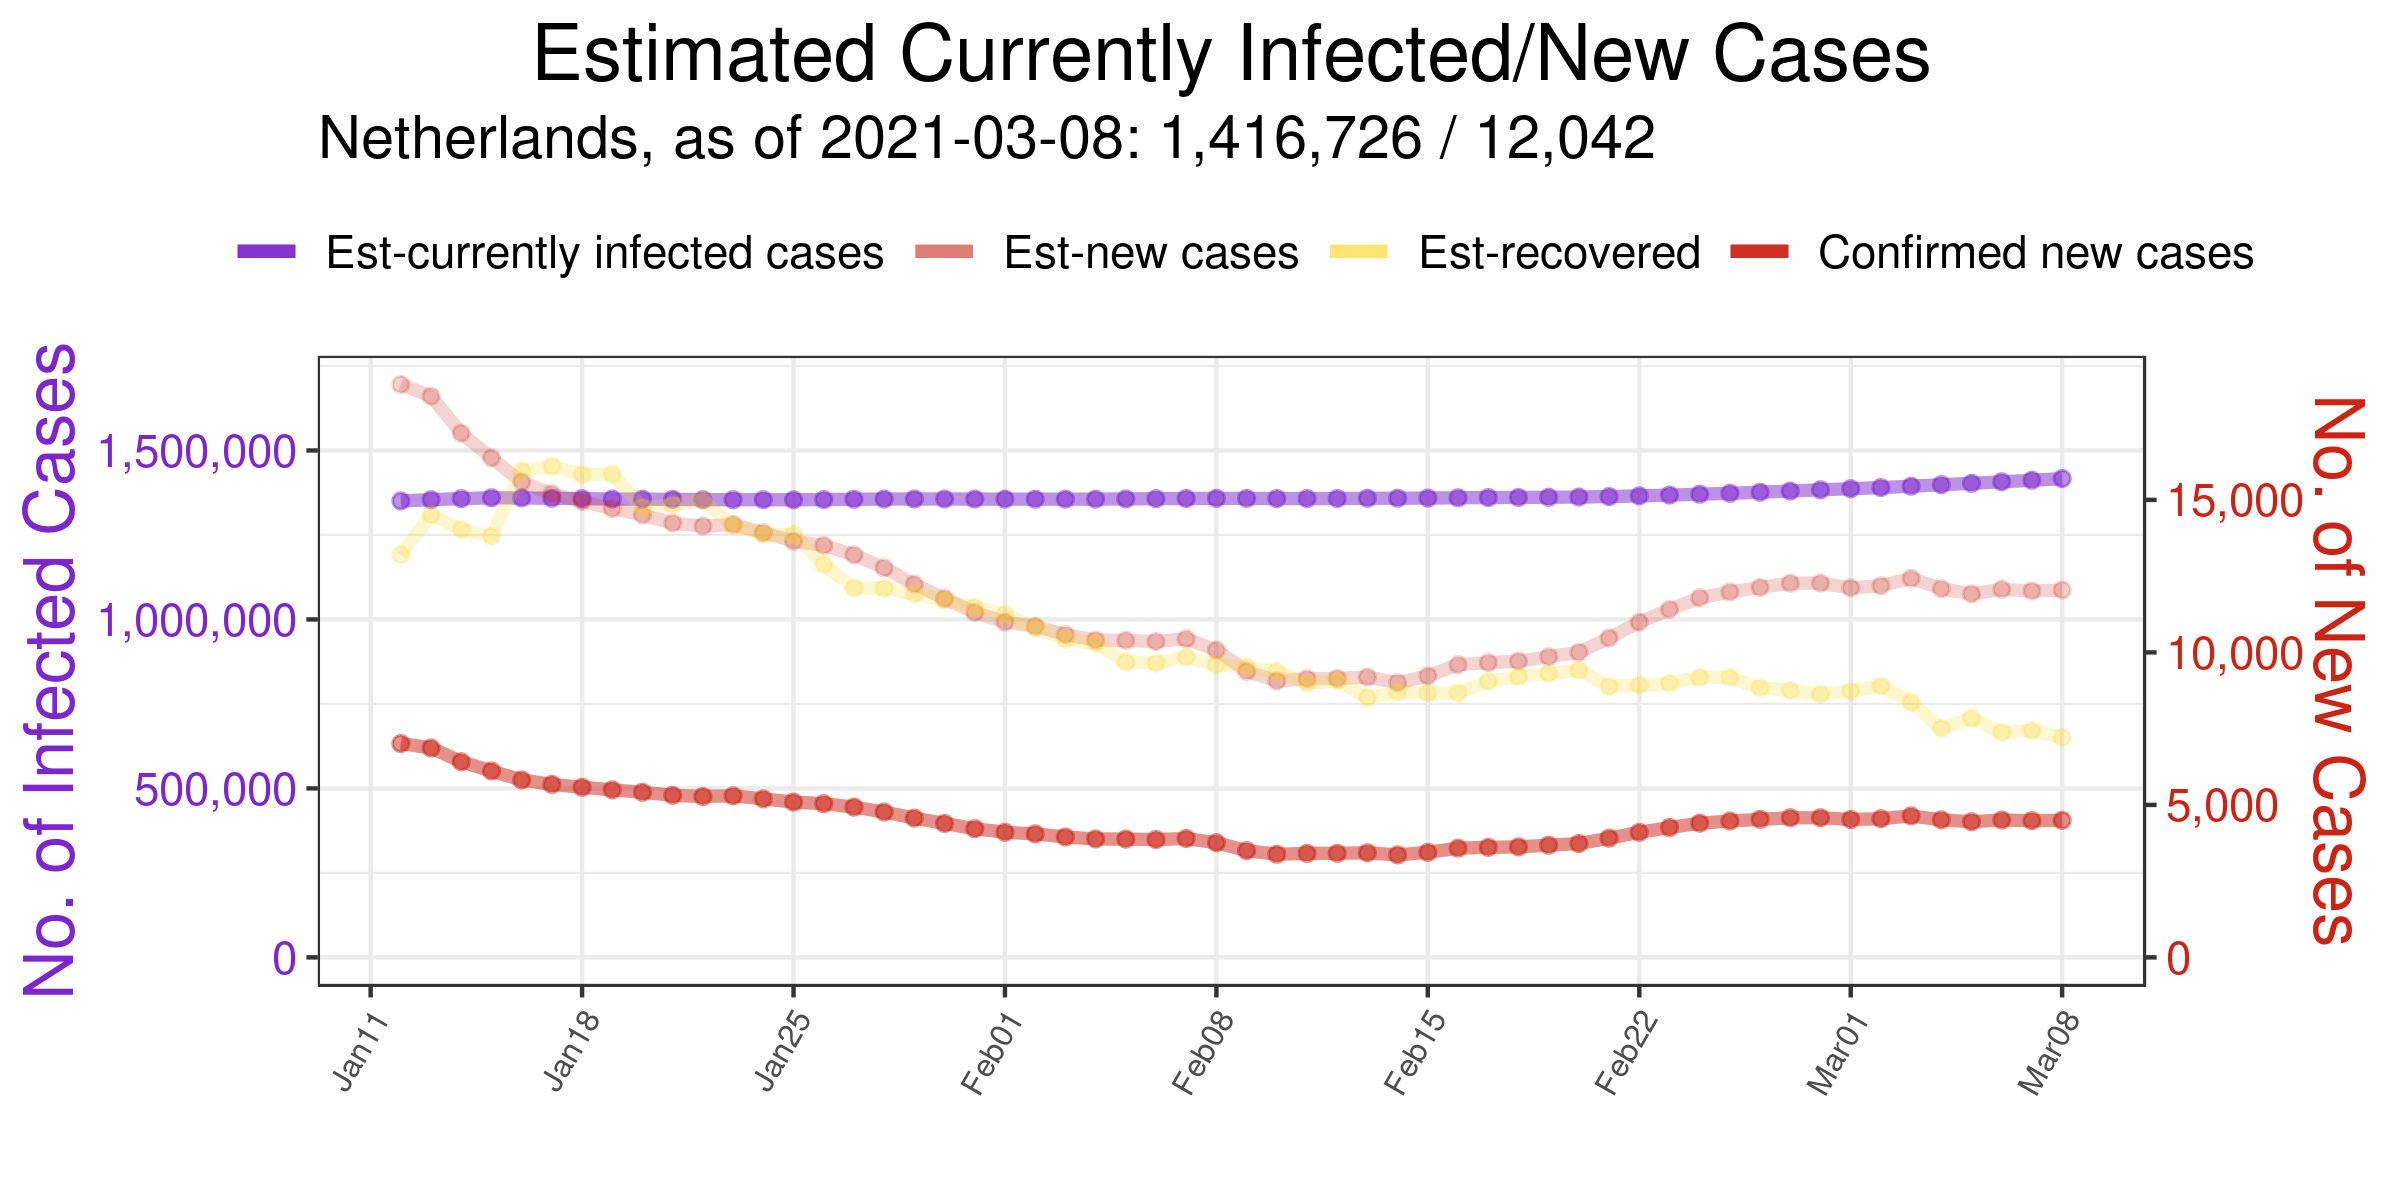 Estimated Currently Infected/New Cases
Netherlands, as of 2021-03-08: 1,416,726 / 12,042
Est-currently infected cases Est-new cases Est-recovered Confirmed new cases
No. of Infected Cases
1,500,000
1,000,000
500,000
0
15,000
10,000
5,000
0
No. of New Cases
Jan11 Jan18 Jan25 Feb01 Feb08 Feb15 Feb22 Mar01 Mar08